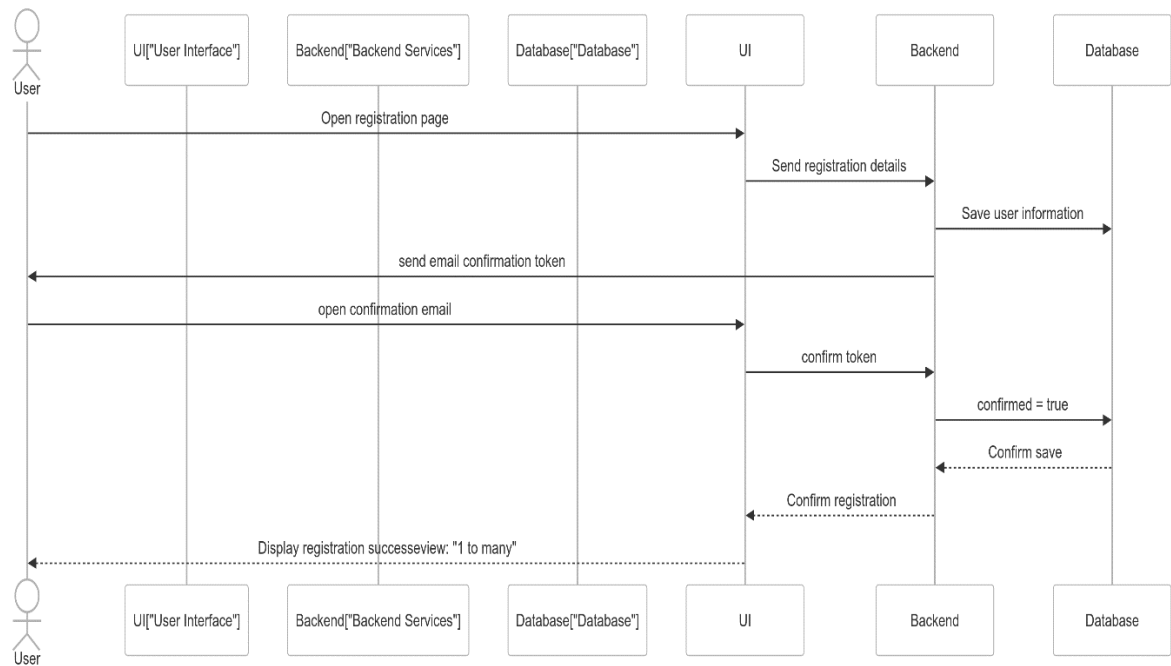 User
UI["User Interface"]
Backend["Backend Services"]
Database["Database"]
UI
Backend
Database
Open registration page
Send registration details
Save user information
send email confirmation token
open confirmation email
confirm token
confirmed = true
Confirm save
Confirm registration
Display registration successeview: "1 to many"
User
UI["User Interface"]
Backend["Backend Services"]
Database["Database"]
UI
Backend
Database